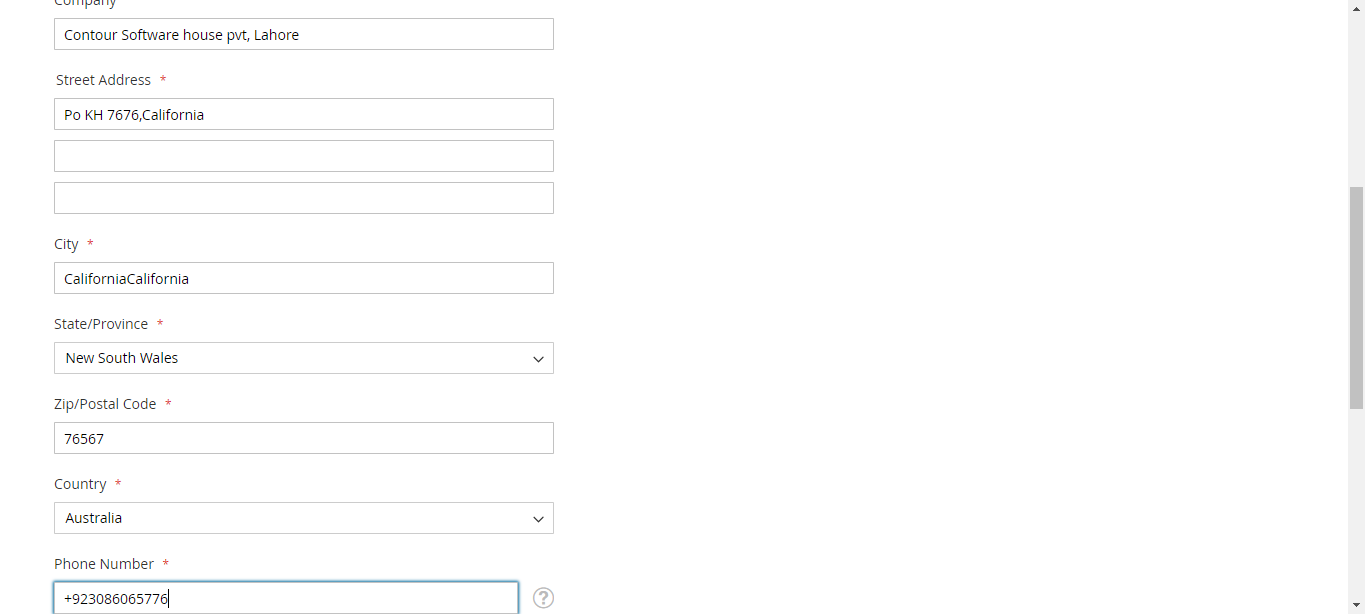 Company
Contour Software house pvt, Lahore
Street Address *
Po KH 7676,California
City *
CaliforniaCalifornia
State/Province *
New South Wales
Zip/Postal Code *
76567
Country *
Australia
Phone Number *
+923086065776
?